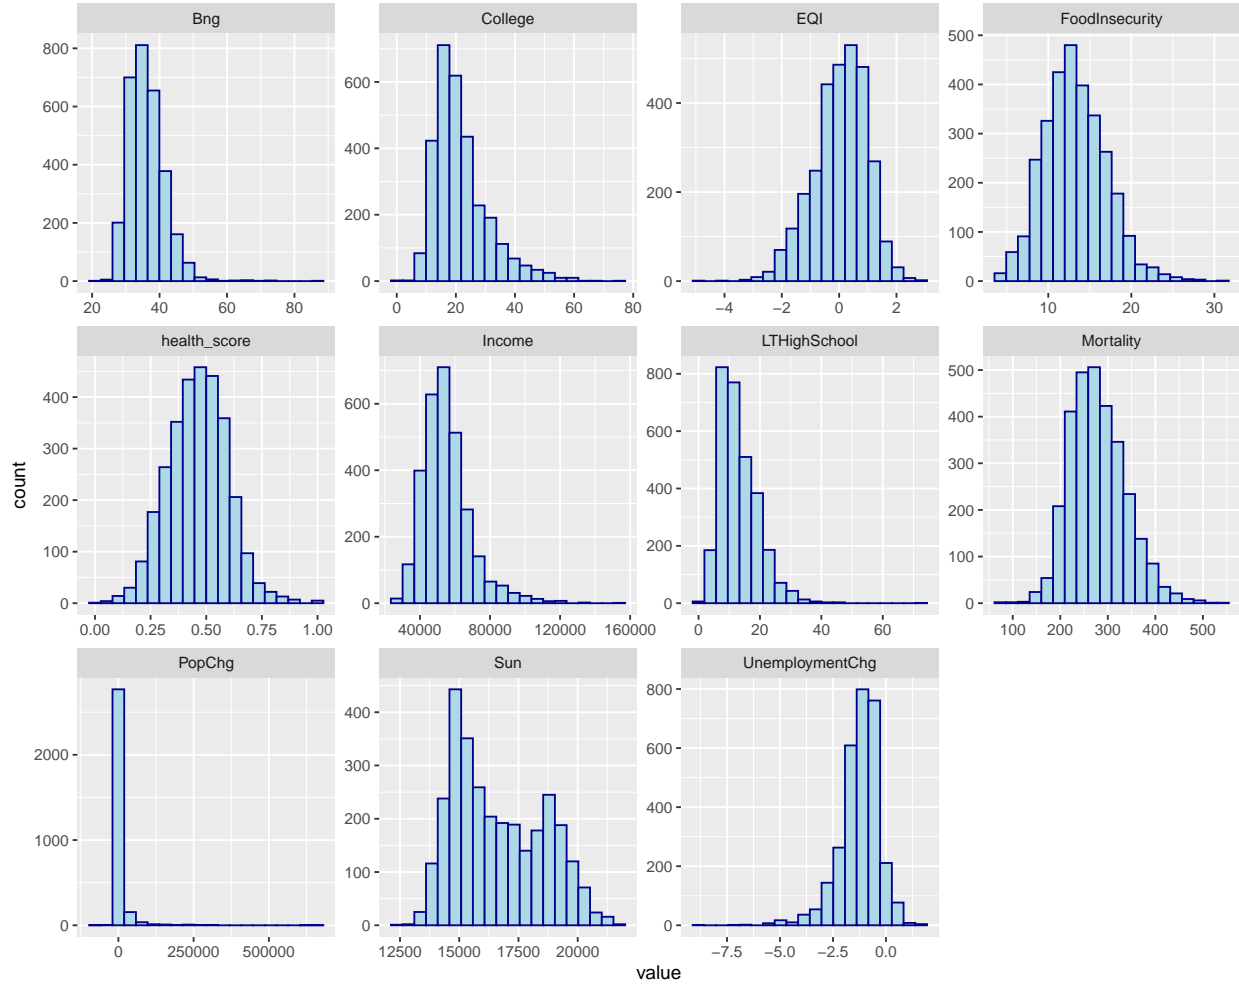 Bng College EQI FoodInsecurity
800 600 400 200 0
600 400 200 0
400 200 0
500 400 300 200 100 0
20 40 60 80
0 20 40 60 80
−4 −2 0 2
10 20 30
health_score Income LTHighSchool Mortality
400 300 200 100 0
600 400 200 0
800 600 400 200 0
500 400 300 200 100 0
0.00 0.25 0.50 0.75 1.00
40000 80000 120000 160000
0 20 40 60
100 200 300 400 500
PopChg Sun UnemploymentChg
2000 1000 0
400 300 200 100 0
800 600 400 200 0
0 250000 500000
12500 15000 17500 20000
−7.5 −5.0 −2.5 0.0
count
value